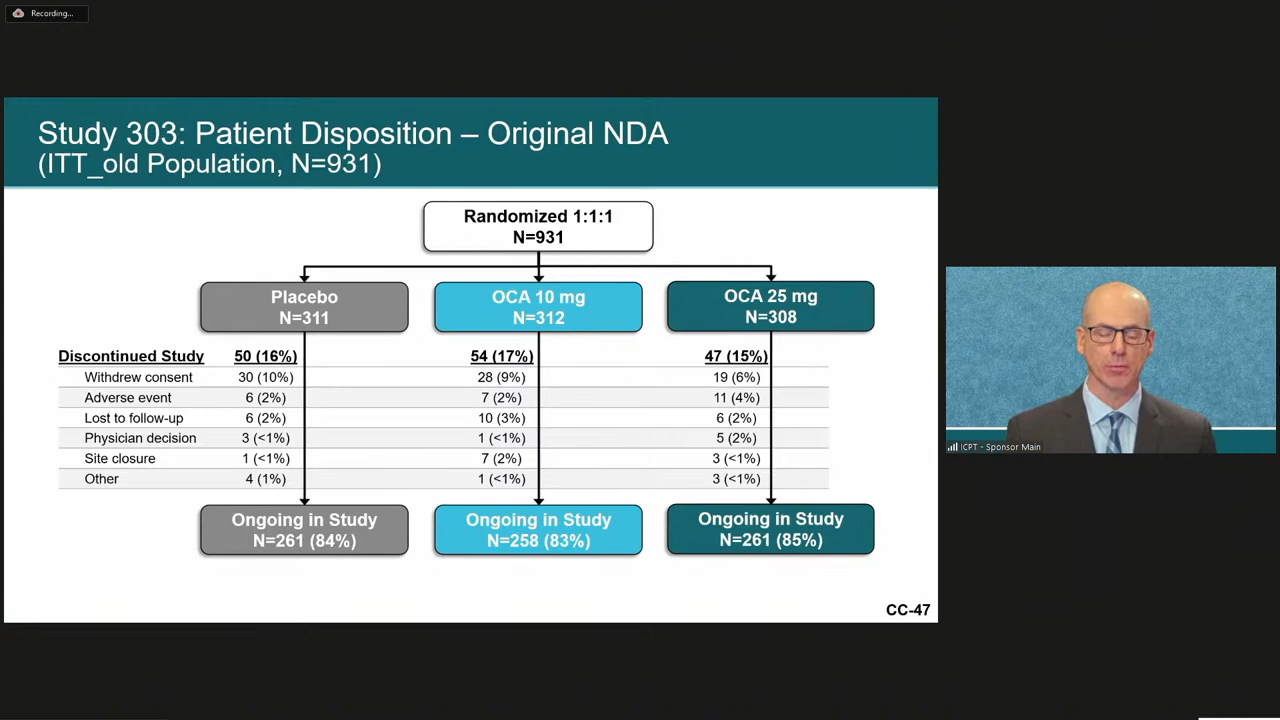 Recording...
Study 303: Patient Disposition – Original NDA
(ITT_old Population, N=931)
Randomized 1:1:1
N=931
Placebo
N=311
OCA 10 mg
N=312
OCA 25 mg
N=308
Discontinued Study 50 (16%) 54 (17%) 47 (15%)
Withdrew consent 30 (10%) 28 (9%) 19 (6%)
Adverse event 6 (2%) 7 (2%) 11 (4%)
Lost to follow-up 6 (2%) 10 (3%) 6 (2%)
Physician decision 3 (<1%) 1 (<1%) 5 (2%)
Site closure 1 (<1%) 7 (2%) 3 (<1%)
Other 4 (1%) 1 (<1%) 3 (<1%)
Ongoing in Study
N=261 (84%)
Ongoing in Study
N=258 (83%)
Ongoing in Study
N=261 (85%)
CC-47
ICPT - Sponsor Main